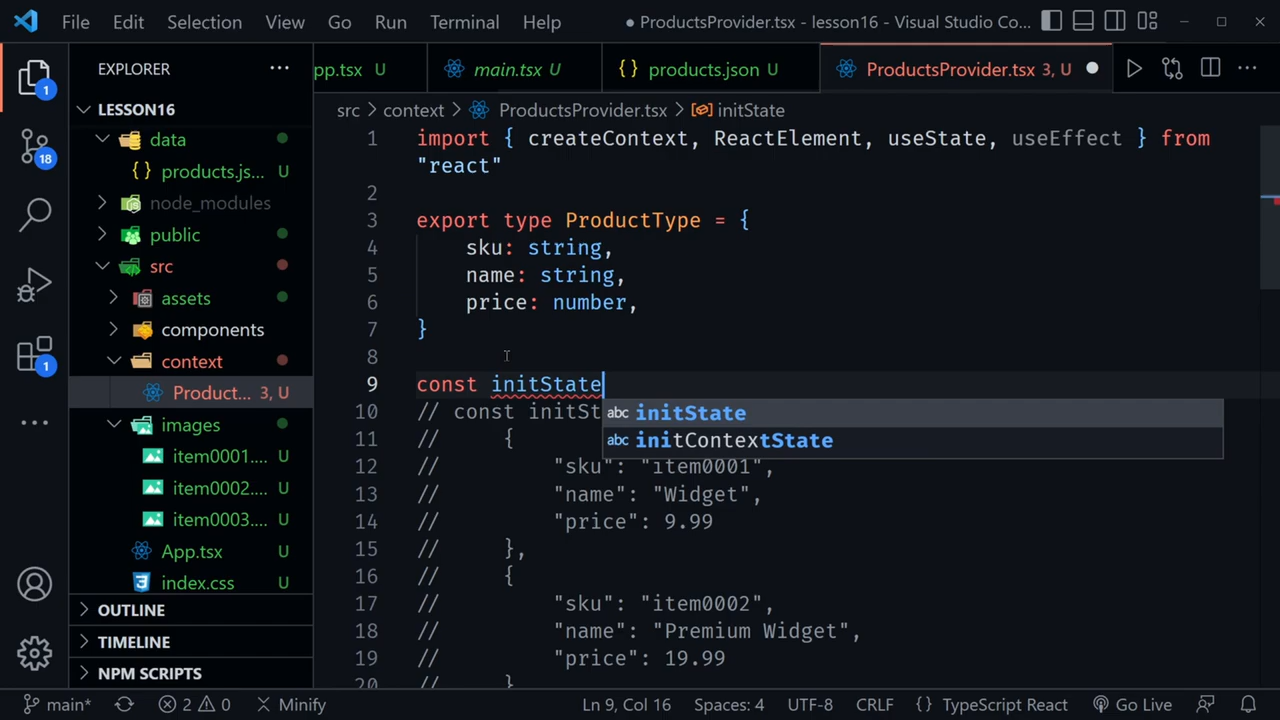 File Edit Selection View Go Run Terminal Help ● ProductsProvider.tsx - lesson16 - Visual Studio Co...
EXPLORER ...
pp.tsx U
main.tsx U
{} products.json U
ProductsProvider.tsx 3, U
LESSON16
data
{} products.js... U
node_modules
public
src
assets
components
context
Product... 3, U
images
item0001.... U
item0002.... U
item0003.... U
App.tsx U
index.css U
OUTLINE
TIMELINE
NPM SCRIPTS
1
18
1
src > context > ProductsProvider.tsx > initState
1 import { createContext, ReactElement, useState, useEffect } from
"react"
2
3 export type ProductType = {
4 sku: string,
5 name: string,
6 price: number,
7 }
8
9 const initState
10 // const initSt
11 // {
12 // "sku": "item0001",
13 // "name": "Widget",
14 // "price": 9.99
15 // },
16 // {
17 // "sku": "item0002",
18 // "name": "Premium Widget",
19 // "price": 19.99
20 // }
abc initState
abc initContextState
main* 2 0 Minify Ln 9, Col 16 Spaces: 4 UTF-8 CRLF {} TypeScript React Go Live